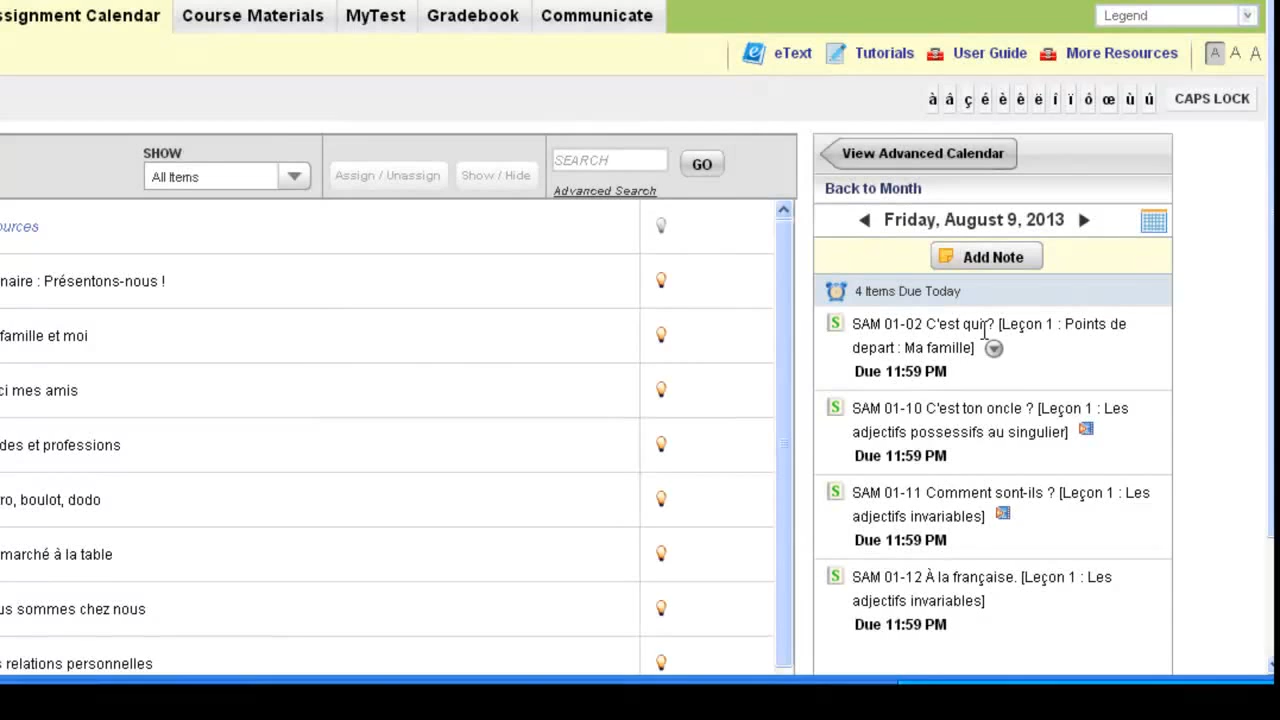 ssignment Calendar Course Materials MyTest Gradebook Communicate Legend
eText Tutorials User Guide More Resources A A A
à â ç é è ê ë î ï ô œ ù û CAPS LOCK
SHOW
All Items
Assign / Unassign Show / Hide
SEARCH GO
Advanced Search
ources
naire : Présentons-nous !
famille et moi
ci mes amis
des et professions
ro, boulot, dodo
marché à la table
us sommes chez nous
s relations personnelles
View Advanced Calendar
Back to Month
Friday, August 9, 2013
Add Note
4 Items Due Today
S SAM 01-02 C'est qui ? [Leçon 1 : Points de
depart : Ma famille]
Due 11:59 PM
S SAM 01-10 C'est ton oncle ? [Leçon 1 : Les
adjectifs possessifs au singulier]
Due 11:59 PM
S SAM 01-11 Comment sont-ils ? [Leçon 1 : Les
adjectifs invariables]
Due 11:59 PM
S SAM 01-12 À la française. [Leçon 1 : Les
adjectifs invariables]
Due 11:59 PM